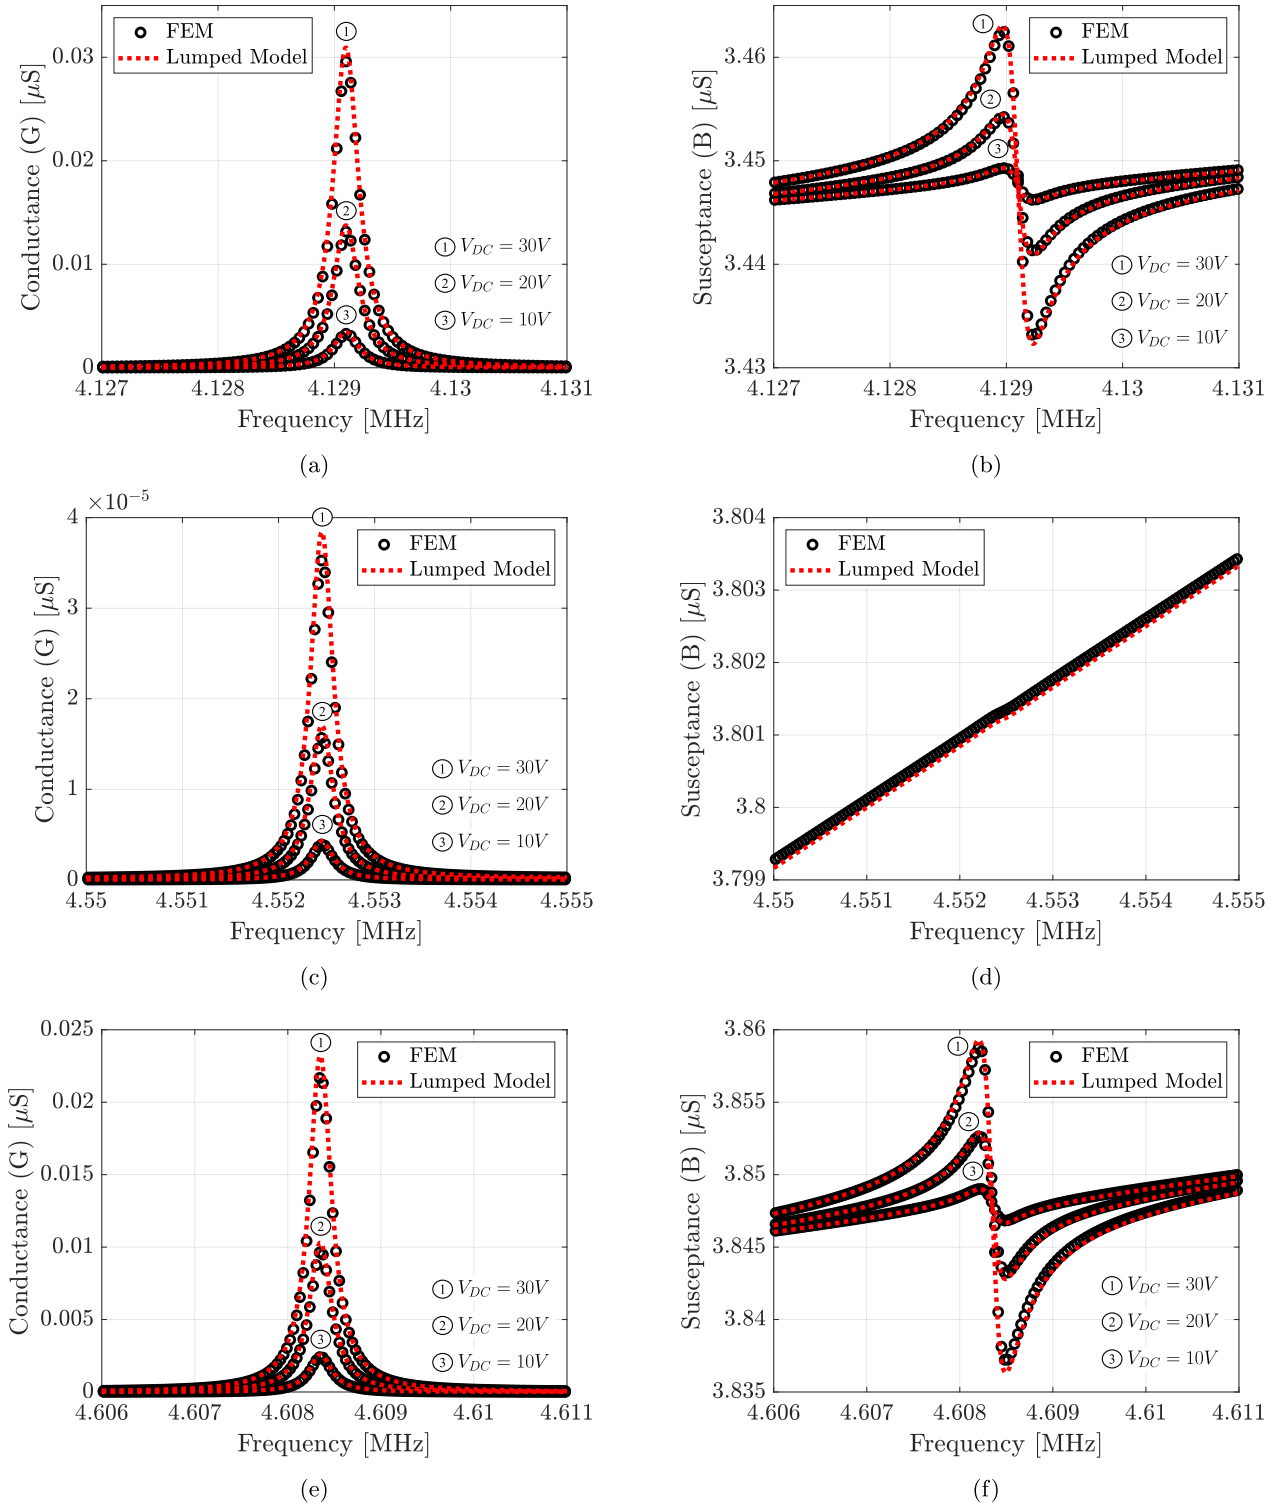 FEM
Lumped Model
① V_DC = 30V
② V_DC = 20V
③ V_DC = 10V
①
②
③
0.03
0.02
0.01
0
4.127 4.128 4.129 4.13 4.131
Conductance (G) [μS]
Frequency [MHz]
(a)
FEM
Lumped Model
①
②
③
① V_DC = 30V
② V_DC = 20V
③ V_DC = 10V
3.46
3.45
3.44
3.43
4.127 4.128 4.129 4.13 4.131
Susceptance (B) [μS]
Frequency [MHz]
(b)
×10⁻⁵
FEM
Lumped Model
①
②
③
① V_DC = 30V
② V_DC = 20V
③ V_DC = 10V
4
3
2
1
0
4.55 4.551 4.552 4.553 4.554 4.555
Conductance (G) [μS]
Frequency [MHz]
(c)
FEM
Lumped Model
3.804
3.803
3.802
3.801
3.8
3.799
4.55 4.551 4.552 4.553 4.554 4.555
Susceptance (B) [μS]
Frequency [MHz]
(d)
FEM
Lumped Model
①
②
③
① V_DC = 30V
② V_DC = 20V
③ V_DC = 10V
0.025
0.02
0.015
0.01
0.005
0
4.606 4.607 4.608 4.609 4.61 4.611
Conductance (G) [μS]
Frequency [MHz]
(e)
FEM
Lumped Model
①
②
③
① V_DC = 30V
② V_DC = 20V
③ V_DC = 10V
3.86
3.855
3.85
3.845
3.84
3.835
4.606 4.607 4.608 4.609 4.61 4.611
Susceptance (B) [μS]
Frequency [MHz]
(f)